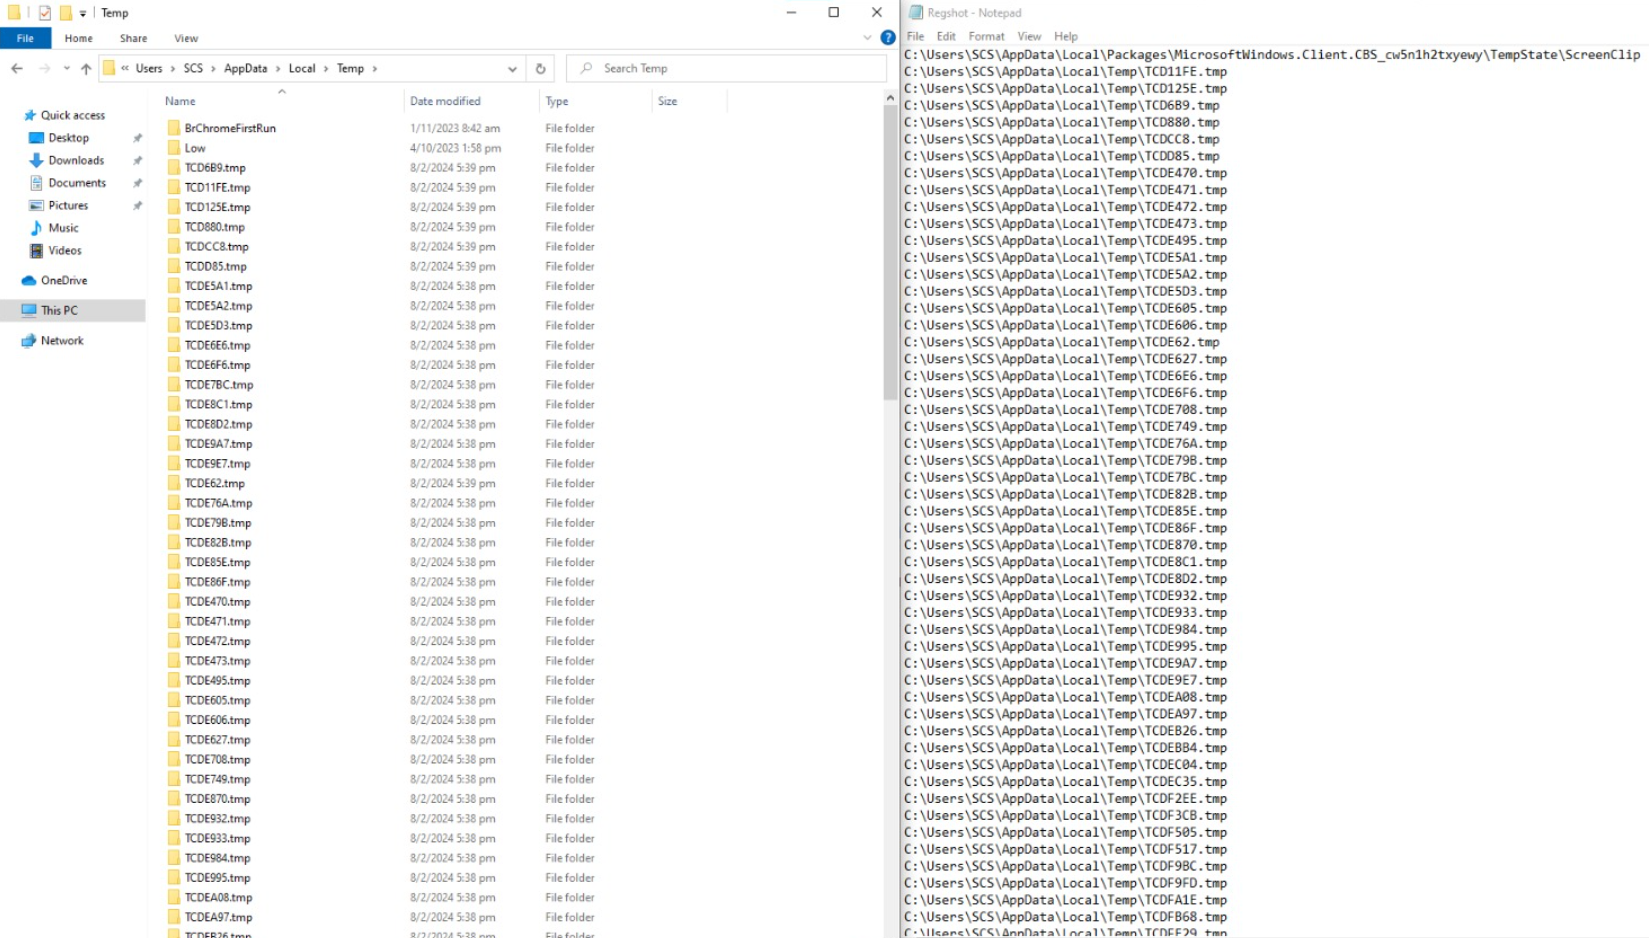 Temp
File Home Share View
« Users > SCS > AppData > Local > Temp >
Search Temp
Quick access
Desktop
Downloads
Documents
Pictures
Music
Videos
OneDrive
This PC
Network
Name Date modified Type Size
BrChromeFirstRun 1/11/2023 8:42 am File folder
Low 4/10/2023 1:58 pm File folder
TCD6B9.tmp 8/2/2024 5:39 pm File folder
TCD11FE.tmp 8/2/2024 5:39 pm File folder
TCD125E.tmp 8/2/2024 5:39 pm File folder
TCD880.tmp 8/2/2024 5:39 pm File folder
TCDCC8.tmp 8/2/2024 5:39 pm File folder
TCDD85.tmp 8/2/2024 5:39 pm File folder
TCDE5A1.tmp 8/2/2024 5:38 pm File folder
TCDE5A2.tmp 8/2/2024 5:38 pm File folder
TCDE5D3.tmp 8/2/2024 5:38 pm File folder
TCDE6E6.tmp 8/2/2024 5:38 pm File folder
TCDE6F6.tmp 8/2/2024 5:38 pm File folder
TCDE7BC.tmp 8/2/2024 5:38 pm File folder
TCDE8C1.tmp 8/2/2024 5:38 pm File folder
TCDE8D2.tmp 8/2/2024 5:38 pm File folder
TCDE9A7.tmp 8/2/2024 5:38 pm File folder
TCDE9E7.tmp 8/2/2024 5:38 pm File folder
TCDE62.tmp 8/2/2024 5:39 pm File folder
TCDE76A.tmp 8/2/2024 5:38 pm File folder
TCDE79B.tmp 8/2/2024 5:38 pm File folder
TCDE82B.tmp 8/2/2024 5:38 pm File folder
TCDE85E.tmp 8/2/2024 5:38 pm File folder
TCDE86F.tmp 8/2/2024 5:38 pm File folder
TCDE470.tmp 8/2/2024 5:38 pm File folder
TCDE471.tmp 8/2/2024 5:38 pm File folder
TCDE472.tmp 8/2/2024 5:38 pm File folder
TCDE473.tmp 8/2/2024 5:38 pm File folder
TCDE495.tmp 8/2/2024 5:38 pm File folder
TCDE605.tmp 8/2/2024 5:38 pm File folder
TCDE606.tmp 8/2/2024 5:38 pm File folder
TCDE627.tmp 8/2/2024 5:38 pm File folder
TCDE708.tmp 8/2/2024 5:38 pm File folder
TCDE749.tmp 8/2/2024 5:38 pm File folder
TCDE870.tmp 8/2/2024 5:38 pm File folder
TCDE932.tmp 8/2/2024 5:38 pm File folder
TCDE933.tmp 8/2/2024 5:38 pm File folder
TCDE984.tmp 8/2/2024 5:38 pm File folder
TCDE995.tmp 8/2/2024 5:38 pm File folder
TCDEA08.tmp 8/2/2024 5:38 pm File folder
TCDEA97.tmp 8/2/2024 5:38 pm File folder
TCDEB26.tmp 8/2/2024 5:38 pm File folder
Regshot - Notepad
File Edit Format View Help
C:\Users\SCS\AppData\Local\Packages\MicrosoftWindows.Client.CBS_cw5n1h2txyewy\TempState\ScreenClip
C:\Users\SCS\AppData\Local\Temp\TCD11FE.tmp
C:\Users\SCS\AppData\Local\Temp\TCD125E.tmp
C:\Users\SCS\AppData\Local\Temp\TCD6B9.tmp
C:\Users\SCS\AppData\Local\Temp\TCD880.tmp
C:\Users\SCS\AppData\Local\Temp\TCDCC8.tmp
C:\Users\SCS\AppData\Local\Temp\TCDD85.tmp
C:\Users\SCS\AppData\Local\Temp\TCDE470.tmp
C:\Users\SCS\AppData\Local\Temp\TCDE471.tmp
C:\Users\SCS\AppData\Local\Temp\TCDE472.tmp
C:\Users\SCS\AppData\Local\Temp\TCDE473.tmp
C:\Users\SCS\AppData\Local\Temp\TCDE495.tmp
C:\Users\SCS\AppData\Local\Temp\TCDE5A1.tmp
C:\Users\SCS\AppData\Local\Temp\TCDE5A2.tmp
C:\Users\SCS\AppData\Local\Temp\TCDE5D3.tmp
C:\Users\SCS\AppData\Local\Temp\TCDE605.tmp
C:\Users\SCS\AppData\Local\Temp\TCDE606.tmp
C:\Users\SCS\AppData\Local\Temp\TCDE62.tmp
C:\Users\SCS\AppData\Local\Temp\TCDE627.tmp
C:\Users\SCS\AppData\Local\Temp\TCDE6E6.tmp
C:\Users\SCS\AppData\Local\Temp\TCDE6F6.tmp
C:\Users\SCS\AppData\Local\Temp\TCDE708.tmp
C:\Users\SCS\AppData\Local\Temp\TCDE749.tmp
C:\Users\SCS\AppData\Local\Temp\TCDE76A.tmp
C:\Users\SCS\AppData\Local\Temp\TCDE79B.tmp
C:\Users\SCS\AppData\Local\Temp\TCDE7BC.tmp
C:\Users\SCS\AppData\Local\Temp\TCDE82B.tmp
C:\Users\SCS\AppData\Local\Temp\TCDE85E.tmp
C:\Users\SCS\AppData\Local\Temp\TCDE86F.tmp
C:\Users\SCS\AppData\Local\Temp\TCDE870.tmp
C:\Users\SCS\AppData\Local\Temp\TCDE8C1.tmp
C:\Users\SCS\AppData\Local\Temp\TCDE8D2.tmp
C:\Users\SCS\AppData\Local\Temp\TCDE932.tmp
C:\Users\SCS\AppData\Local\Temp\TCDE933.tmp
C:\Users\SCS\AppData\Local\Temp\TCDE984.tmp
C:\Users\SCS\AppData\Local\Temp\TCDE995.tmp
C:\Users\SCS\AppData\Local\Temp\TCDE9A7.tmp
C:\Users\SCS\AppData\Local\Temp\TCDE9E7.tmp
C:\Users\SCS\AppData\Local\Temp\TCDEA08.tmp
C:\Users\SCS\AppData\Local\Temp\TCDEA97.tmp
C:\Users\SCS\AppData\Local\Temp\TCDEB26.tmp
C:\Users\SCS\AppData\Local\Temp\TCDEBB4.tmp
C:\Users\SCS\AppData\Local\Temp\TCDEC04.tmp
C:\Users\SCS\AppData\Local\Temp\TCDEC35.tmp
C:\Users\SCS\AppData\Local\Temp\TCDF2EE.tmp
C:\Users\SCS\AppData\Local\Temp\TCDF3CB.tmp
C:\Users\SCS\AppData\Local\Temp\TCDF505.tmp
C:\Users\SCS\AppData\Local\Temp\TCDF517.tmp
C:\Users\SCS\AppData\Local\Temp\TCDF9BC.tmp
C:\Users\SCS\AppData\Local\Temp\TCDF9FD.tmp
C:\Users\SCS\AppData\Local\Temp\TCDFA1E.tmp
C:\Users\SCS\AppData\Local\Temp\TCDFB68.tmp